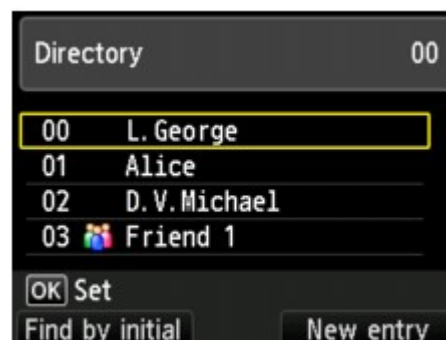 Directory 00
00 L. George
01 Alice
02 D.V.Michael
03 Friend 1
OK Set
Find by initial New entry